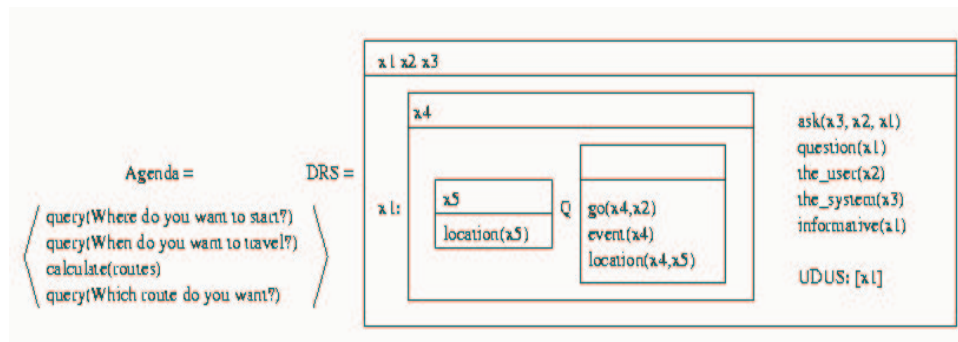 Agenda =
query(Where do you want to start?)
query(When do you want to travel?)
calculate(routes)
query(Which route do you want?)
DRS =
x1 x2 x3
x1:
x4
x5
location(x5)
Q
go(x4,x2)
event(x4)
location(x4,x5)
ask(x3, x2, x1)
question(x1)
the_user(x2)
the_system(x3)
informative(x1)
UDUS: [x1]